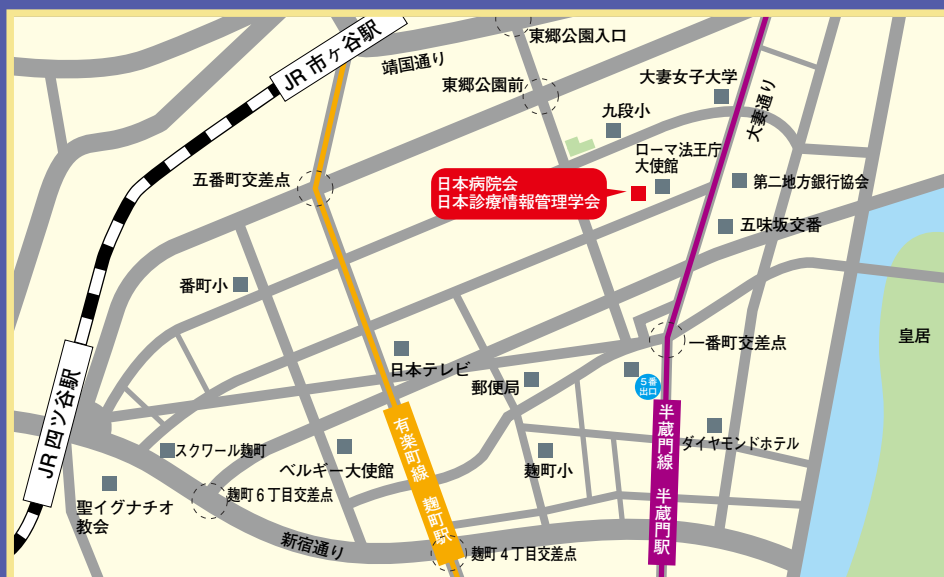 JR 市ヶ谷駅
靖国通り
東郷公園入口
東郷公園前
大妻女子大学
大妻通り
九段小
ローマ法王庁
大使館
五番町交差点
日本病院会
日本診療情報管理学会
第二地方銀行協会
五味坂交番
番町小
一番町交差点
皇居
日本テレビ
郵便局
5番
出口
JR 四ツ谷駅
スクワール麹町
ベルギー大使館
有楽町線 麹町駅
麹町小
半蔵門線 半蔵門駅
ダイヤモンドホテル
聖イグナチオ
教会
麹町6丁目交差点
新宿通り
麹町4丁目交差点